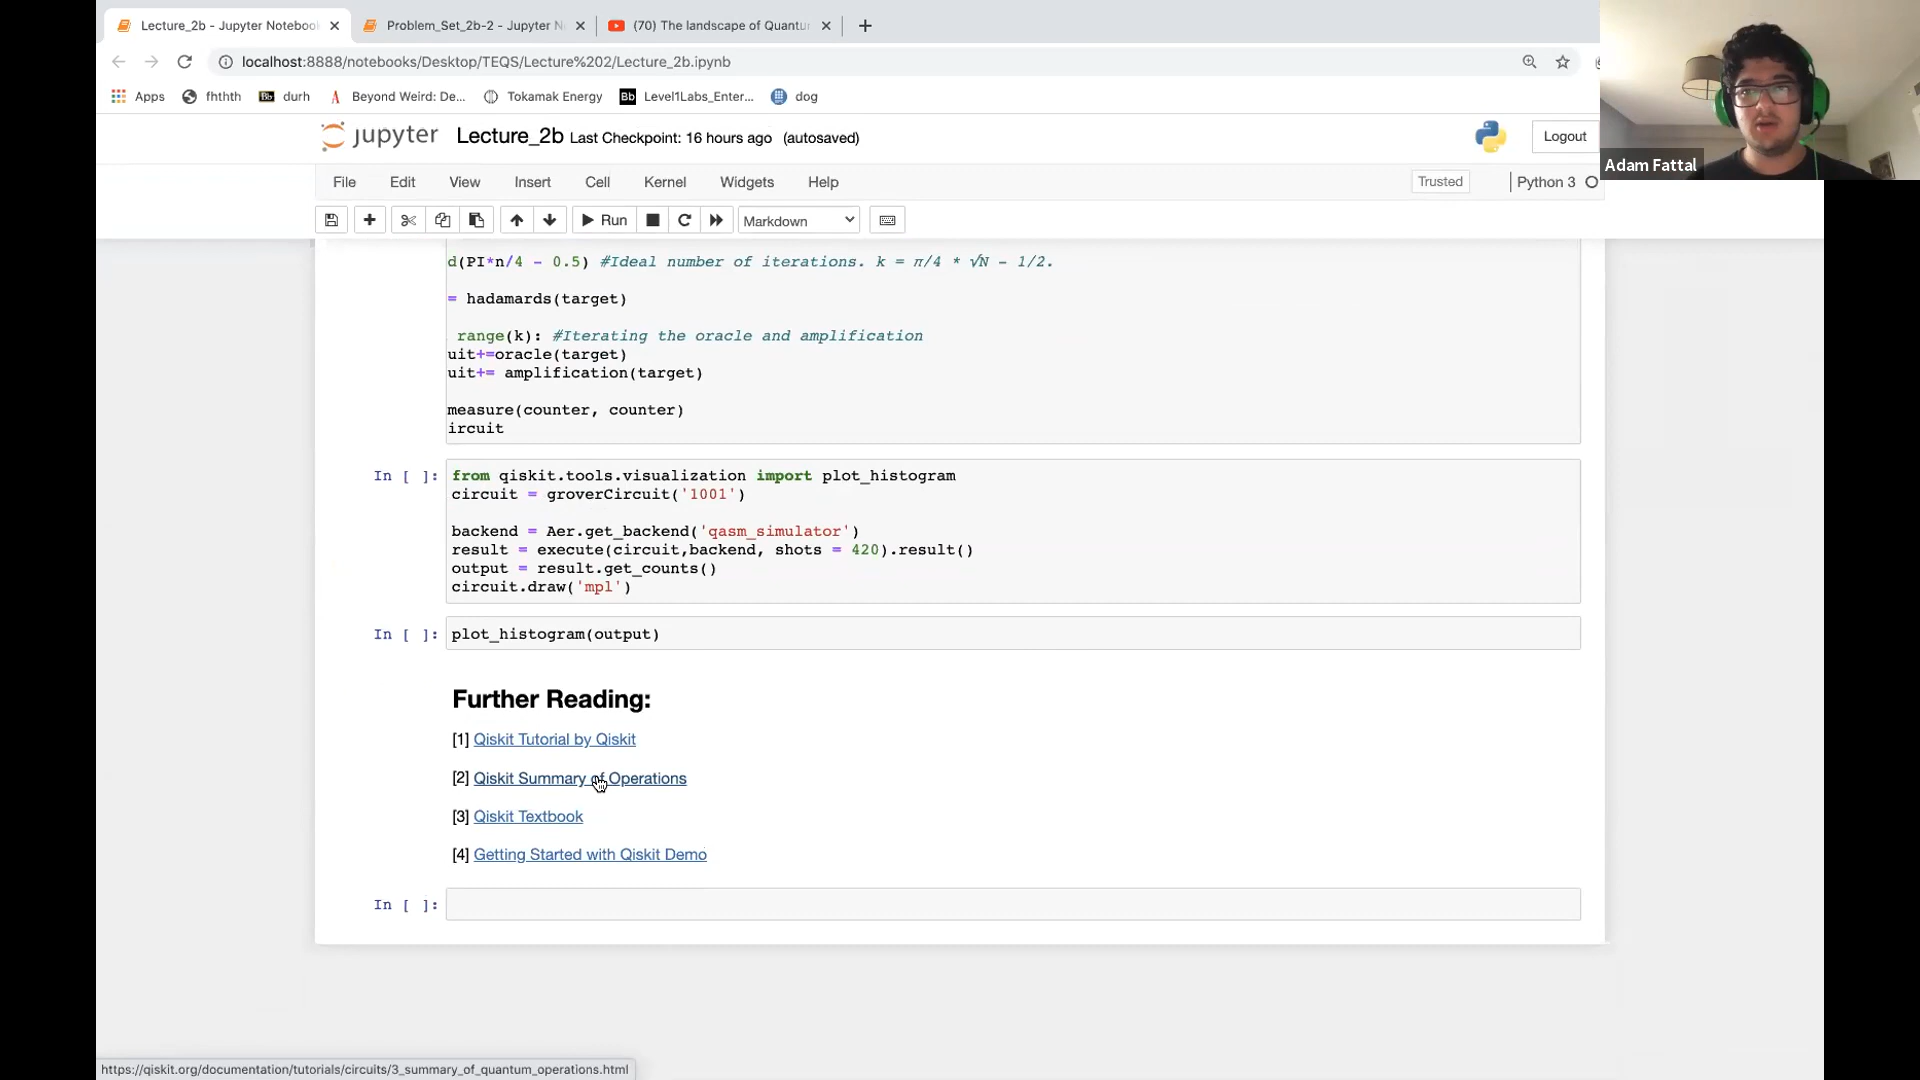 Lecture_2b - Jupyter Notebook
Problem_Set_2b-2 - Jupyter N
(70) The landscape of Quantu
localhost:8888/notebooks/Desktop/TEQS/Lecture%202/Lecture_2b.ipynb
Apps
fhthth
Bb durh
Beyond Weird: De...
Tokamak Energy
Bb Level1Labs_Enter...
dog
jupyter Lecture_2b Last Checkpoint: 16 hours ago (autosaved)
Logout
Adam Fattal
File Edit View Insert Cell Kernel Widgets Help
Trusted
Python 3
Run
Markdown
d(PI*n/4 - 0.5) #Ideal number of iterations. k = π/4 * √N - 1/2.
= hadamards(target)
range(k): #Iterating the oracle and amplification
uit+=oracle(target)
uit+= amplification(target)
measure(counter, counter)
ircuit
In [ ]:
from qiskit.tools.visualization import plot_histogram
circuit = groverCircuit('1001')
backend = Aer.get_backend('qasm_simulator')
result = execute(circuit,backend, shots = 420).result()
output = result.get_counts()
circuit.draw('mpl')
In [ ]:
plot_histogram(output)
Further Reading:
[1] Qiskit Tutorial by Qiskit
[2] Qiskit Summary of Operations
[3] Qiskit Textbook
[4] Getting Started with Qiskit Demo
In [ ]:
https://qiskit.org/documentation/tutorials/circuits/3_summary_of_quantum_operations.html